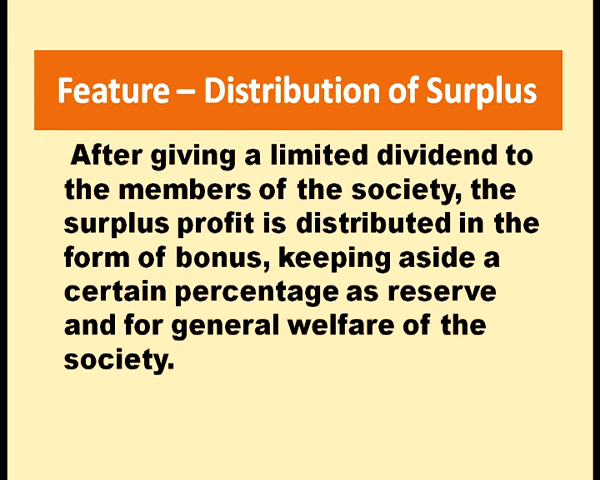 Feature – Distribution of Surplus
After giving a limited dividend to
the members of the society, the
surplus profit is distributed in the
form of bonus, keeping aside a
certain percentage as reserve
and for general welfare of the
society.